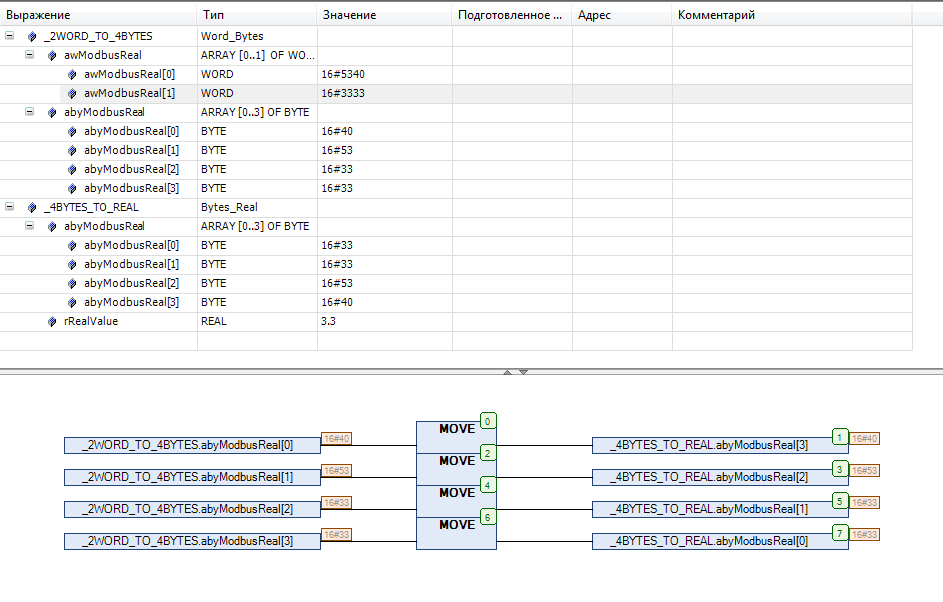 Выражение Тип Значение Подготовленное ... Адрес Комментарий
_2WORD_TO_4BYTES Word_Bytes
awModbusReal ARRAY [0..1] OF WO...
awModbusReal[0] WORD 16#5340
awModbusReal[1] WORD 16#3333
abyModbusReal ARRAY [0..3] OF BYTE
abyModbusReal[0] BYTE 16#40
abyModbusReal[1] BYTE 16#53
abyModbusReal[2] BYTE 16#33
abyModbusReal[3] BYTE 16#33
_4BYTES_TO_REAL Bytes_Real
abyModbusReal ARRAY [0..3] OF BYTE
abyModbusReal[0] BYTE 16#33
abyModbusReal[1] BYTE 16#33
abyModbusReal[2] BYTE 16#53
abyModbusReal[3] BYTE 16#40
rRealValue REAL 3.3
_2WORD_TO_4BYTES.abyModbusReal[0] 16#40 MOVE 0 _4BYTES_TO_REAL.abyModbusReal[3] 1 16#40
_2WORD_TO_4BYTES.abyModbusReal[1] 16#53 MOVE 2 _4BYTES_TO_REAL.abyModbusReal[2] 3 16#53
_2WORD_TO_4BYTES.abyModbusReal[2] 16#33 MOVE 4 _4BYTES_TO_REAL.abyModbusReal[1] 5 16#33
_2WORD_TO_4BYTES.abyModbusReal[3] 16#33 MOVE 6 _4BYTES_TO_REAL.abyModbusReal[0] 7 16#33